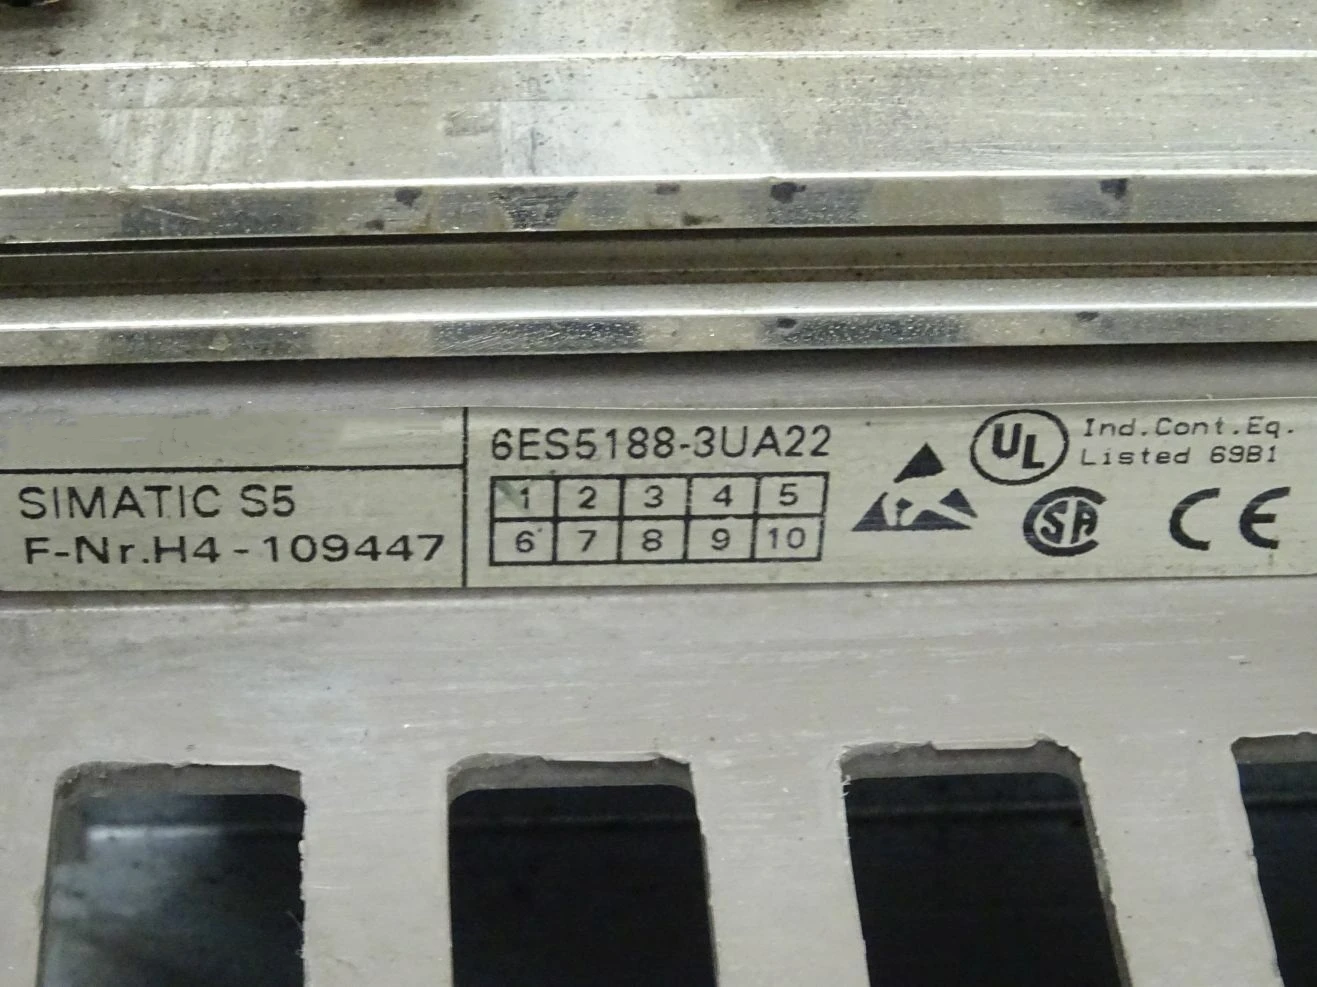 6ES5188-3UA22
SIMATIC S5
F-Nr.H4-109447
1 2 3 4 5
6 7 8 9 10
UL
Ind.Cont.Eq.
Listed 69B1
SA
CE